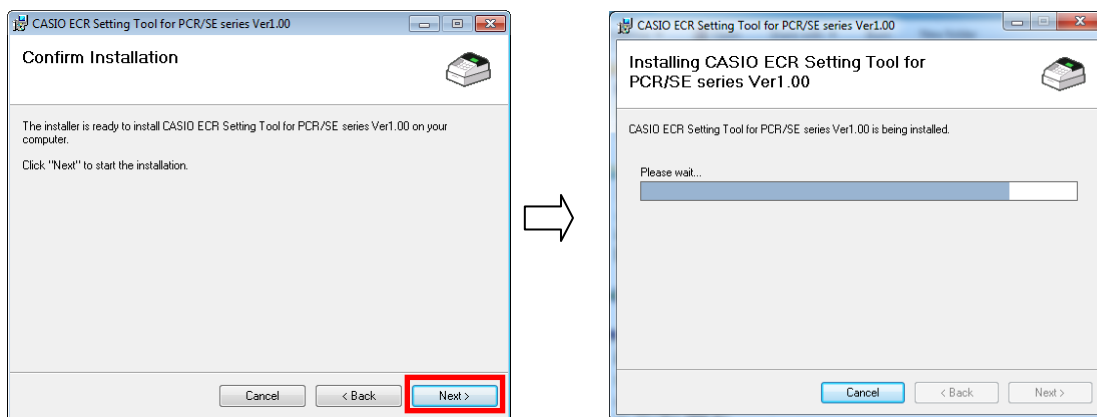 CASIO ECR Setting Tool for PCR/SE series Ver1.00
Confirm Installation
The installer is ready to install CASIO ECR Setting Tool for PCR/SE series Ver1.00 on your
computer.
Click "Next" to start the installation.
Cancel
< Back
Next >
CASIO ECR Setting Tool for PCR/SE series Ver1.00
Installing CASIO ECR Setting Tool for
PCR/SE series Ver1.00
CASIO ECR Setting Tool for PCR/SE series Ver1.00 is being installed.
Please wait...
Cancel
< Back
Next >